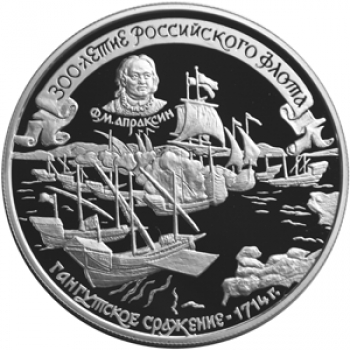 300-ЛЕТИЕ РОССИЙСКОГО ФЛОТА
Ф.М.АПРАКСИН
ГАНГУТСКОЕ СРАЖЕНИЕ·1714 г.